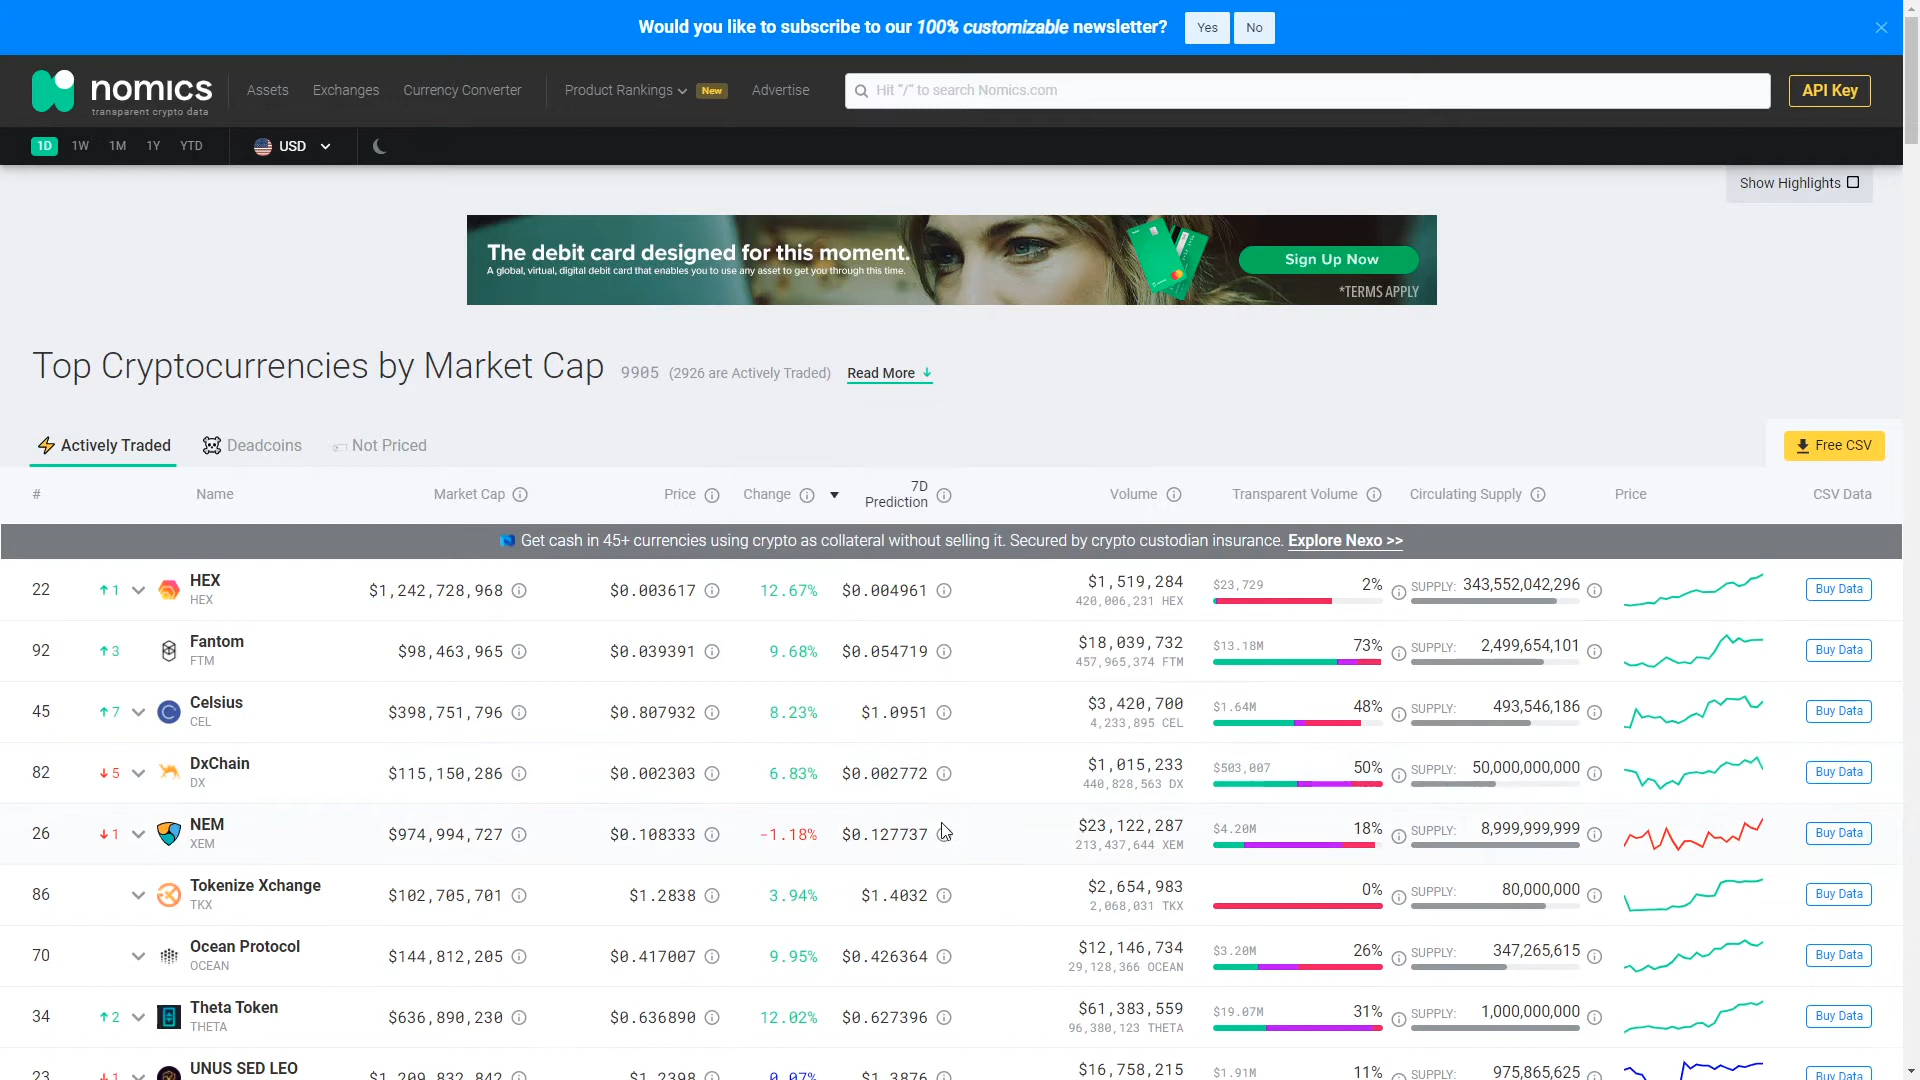 Would you like to subscribe to our 100% customizable newsletter? Yes No
nomics
transparent crypto data
Assets Exchanges Currency Converter Product Rankings New Advertise Hit "/" to search Nomics.com API Key
1D 1W 1M 1Y YTD USD
Show Highlights
The debit card designed for this moment.
A global, virtual, digital debit card that enables you to use any asset to get you through this time.
Sign Up Now
*TERMS APPLY
Top Cryptocurrencies by Market Cap 9905 (2926 are Actively Traded) Read More
Actively Traded Deadcoins Not Priced Free CSV
# Name Market Cap Price Change 7D Prediction Volume Transparent Volume Circulating Supply Price CSV Data
Get cash in 45+ currencies using crypto as collateral without selling it. Secured by crypto custodian insurance. Explore Nexo >>
22 1 HEX $1,242,728,968 $0.003617 12.67% $0.004961 $1,519,284 $23,729 2% SUPPLY: 343,552,042,296 Buy Data
HEX 420,006,231 HEX
92 3 Fantom $98,463,965 $0.039391 9.68% $0.054719 $18,039,732 $13.18M 73% SUPPLY: 2,499,654,101 Buy Data
FTM 457,965,374 FTM
45 7 Celsius $398,751,796 $0.807932 8.23% $1.0951 $3,420,700 $1.64M 48% SUPPLY: 493,546,186 Buy Data
CEL 4,233,895 CEL
82 5 DxChain $115,150,286 $0.002303 6.83% $0.002772 $1,015,233 $503,007 50% SUPPLY: 50,000,000,000 Buy Data
DX 440,828,563 DX
26 1 NEM $974,994,727 $0.108333 -1.18% $0.127737 $23,122,287 $4.20M 18% SUPPLY: 8,999,999,999 Buy Data
XEM 213,437,644 XEM
86 Tokenize Xchange $102,705,701 $1.2838 3.94% $1.4032 $2,654,983 0% SUPPLY: 80,000,000 Buy Data
TKX 2,068,031 TKX
70 Ocean Protocol $144,812,205 $0.417007 9.95% $0.426364 $12,146,734 $3.20M 26% SUPPLY: 347,265,615 Buy Data
OCEAN 29,128,366 OCEAN
34 2 Theta Token $636,890,230 $0.636890 12.02% $0.627396 $61,383,559 $19.07M 31% SUPPLY: 1,000,000,000 Buy Data
THETA 96,380,123 THETA
23 1 UNUS SED LEO $1,209,832,842 $1.2398 0.07% $1.3876 $16,758,215 $1.91M 11% SUPPLY: 975,865,625 Buy Data